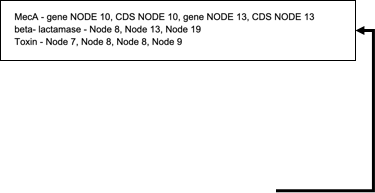 MecA - gene NODE 10, CDS NODE 10, gene NODE 13, CDS NODE 13
beta- lactamase - Node 8, Node 13, Node 19
Toxin - Node 7, Node 8, Node 8, Node 9